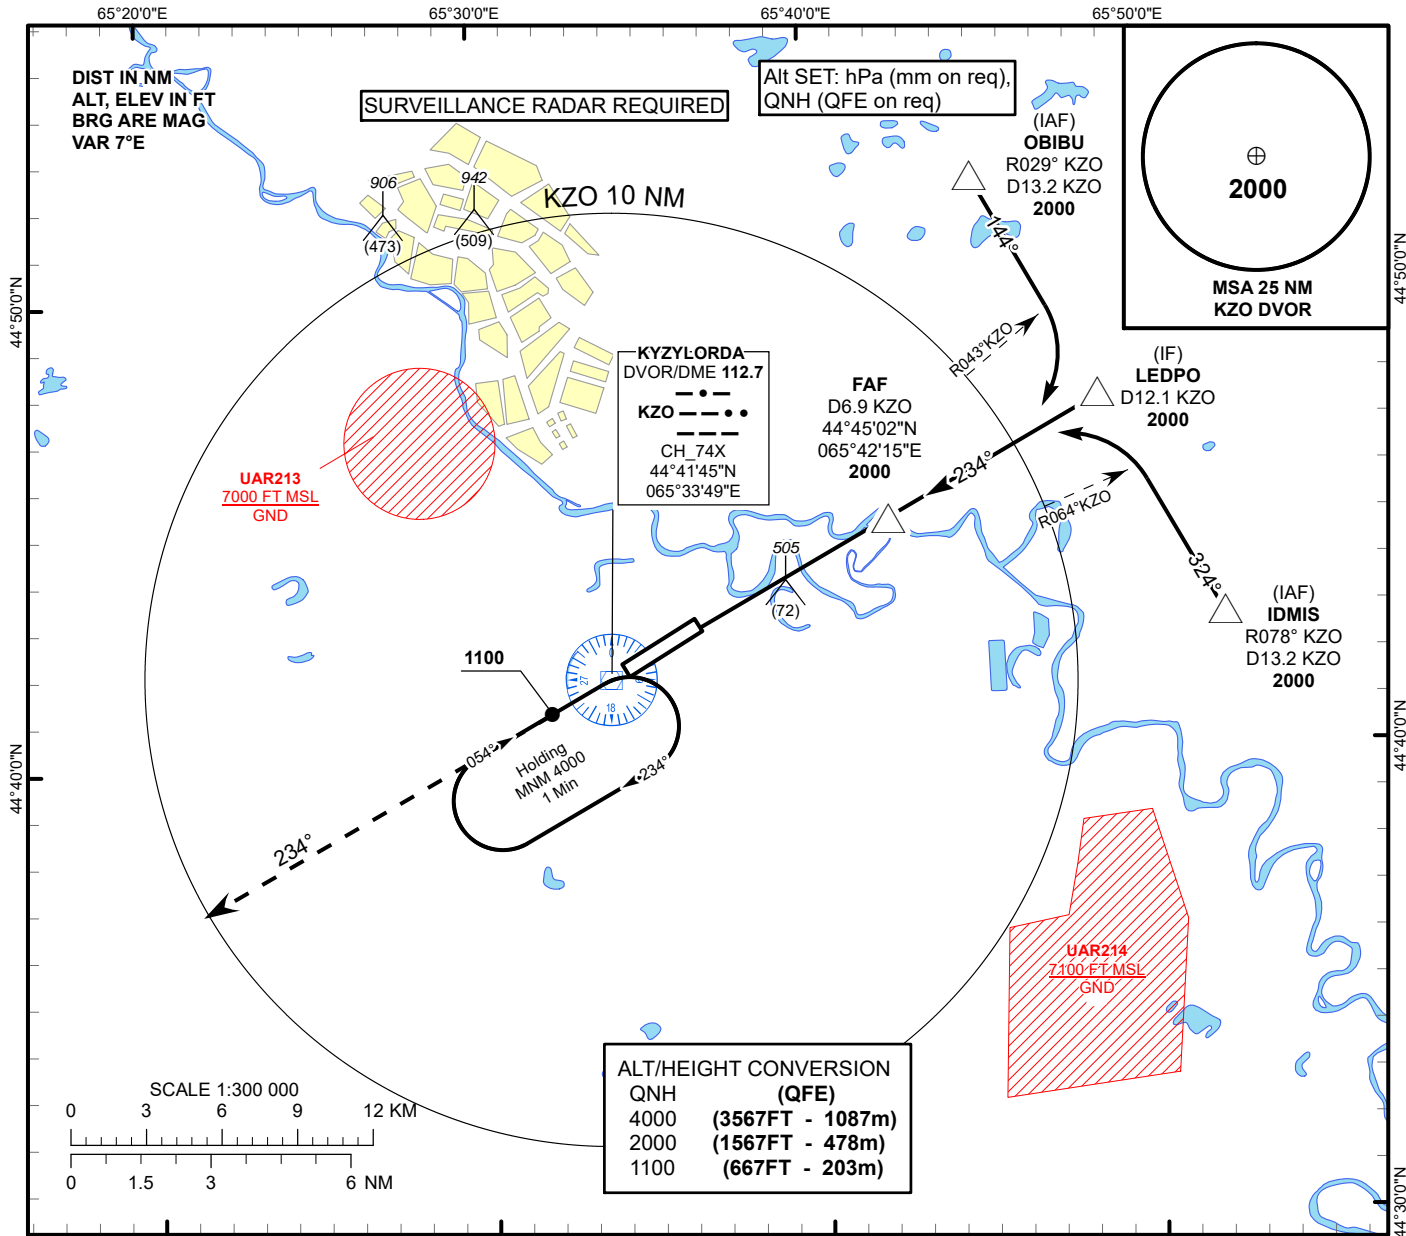 65°20'0"E
65°30'0"E
65°40'0"E
65°50'0"E
DIST IN NM
ALT, ELEV IN FT
BRG ARE MAG
VAR 7°E
SURVEILLANCE RADAR REQUIRED
Alt SET: hPa (mm on req),
QNH (QFE on req)
(IAF)
OBIBU
R029° KZO
D13.2 KZO
2000
2000
MSA 25 NM
KZO DVOR
906
(473)
942
(509)
KZO 10 NM
144°
44°50'0"N
44°50'0"N
R043°KZO
KYZYLORDA
DVOR/DME 112.7
KZO
CH_74X
44°41'45"N
065°33'49"E
FAF
D6.9 KZO
44°45'02"N
065°42'15"E
2000
(IF)
LEDPO
D12.1 KZO
2000
UAR213
7000 FT MSL
GND
234°
R064°KZO
324°
505
(72)
(IAF)
IDMIS
R078° KZO
D13.2 KZO
2000
1100
0
27
9
18
054°
Holding
MNM 4000
1 Min
234°
44°40'0"N
44°40'0"N
234°
UAR214
7100 FT MSL
GND
SCALE 1:300 000
0 3 6 9 12 KM
0 1.5 3 6 NM
ALT/HEIGHT CONVERSION
QNH (QFE)
4000 (3567FT - 1087m)
2000 (1567FT - 478m)
1100 (667FT - 203m)
44°30'0"N